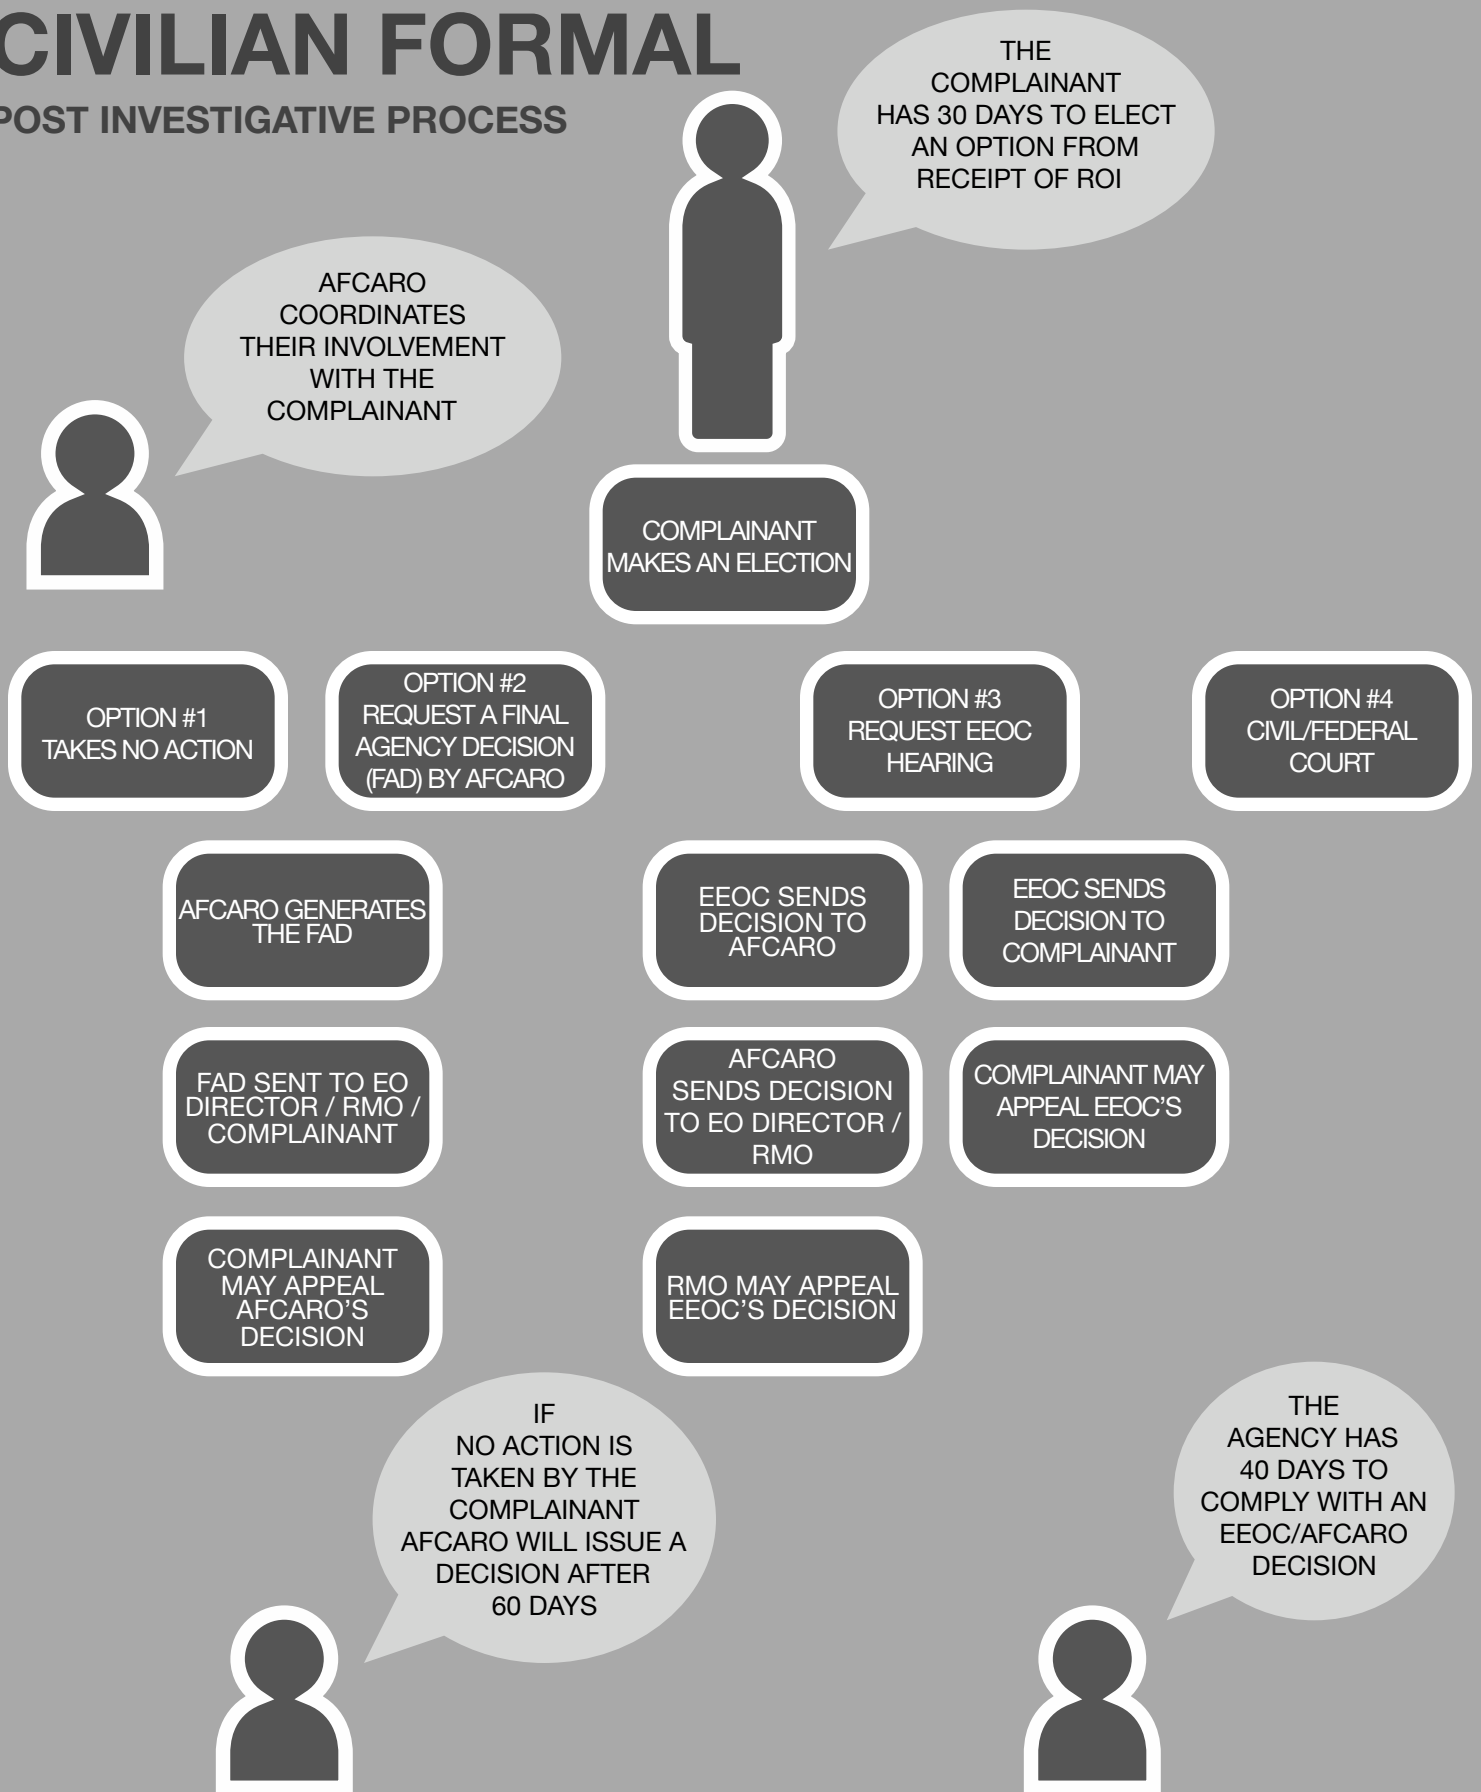 CIVILIAN FORMAL
POST INVESTIGATIVE PROCESS
THE
COMPLAINANT
HAS 30 DAYS TO ELECT
AN OPTION FROM
RECEIPT OF ROI
AFCARO
COORDINATES
THEIR INVOLVEMENT
WITH THE
COMPLAINANT
COMPLAINANT
MAKES AN ELECTION
OPTION #1
TAKES NO ACTION
OPTION #2
REQUEST A FINAL
AGENCY DECISION
(FAD) BY AFCARO
OPTION #3
REQUEST EEOC
HEARING
OPTION #4
CIVIL/FEDERAL
COURT
AFCARO GENERATES
THE FAD
EEOC SENDS
DECISION TO
AFCARO
EEOC SENDS
DECISION TO
COMPLAINANT
FAD SENT TO EO
DIRECTOR / RMO /
COMPLAINANT
AFCARO
SENDS DECISION
TO EO DIRECTOR /
RMO
COMPLAINANT MAY
APPEAL EEOC'S
DECISION
COMPLAINANT
MAY APPEAL
AFCARO'S
DECISION
RMO MAY APPEAL
EEOC'S DECISION
IF
NO ACTION IS
TAKEN BY THE
COMPLAINANT
AFCARO WILL ISSUE A
DECISION AFTER
60 DAYS
THE
AGENCY HAS
40 DAYS TO
COMPLY WITH AN
EEOC/AFCARO
DECISION